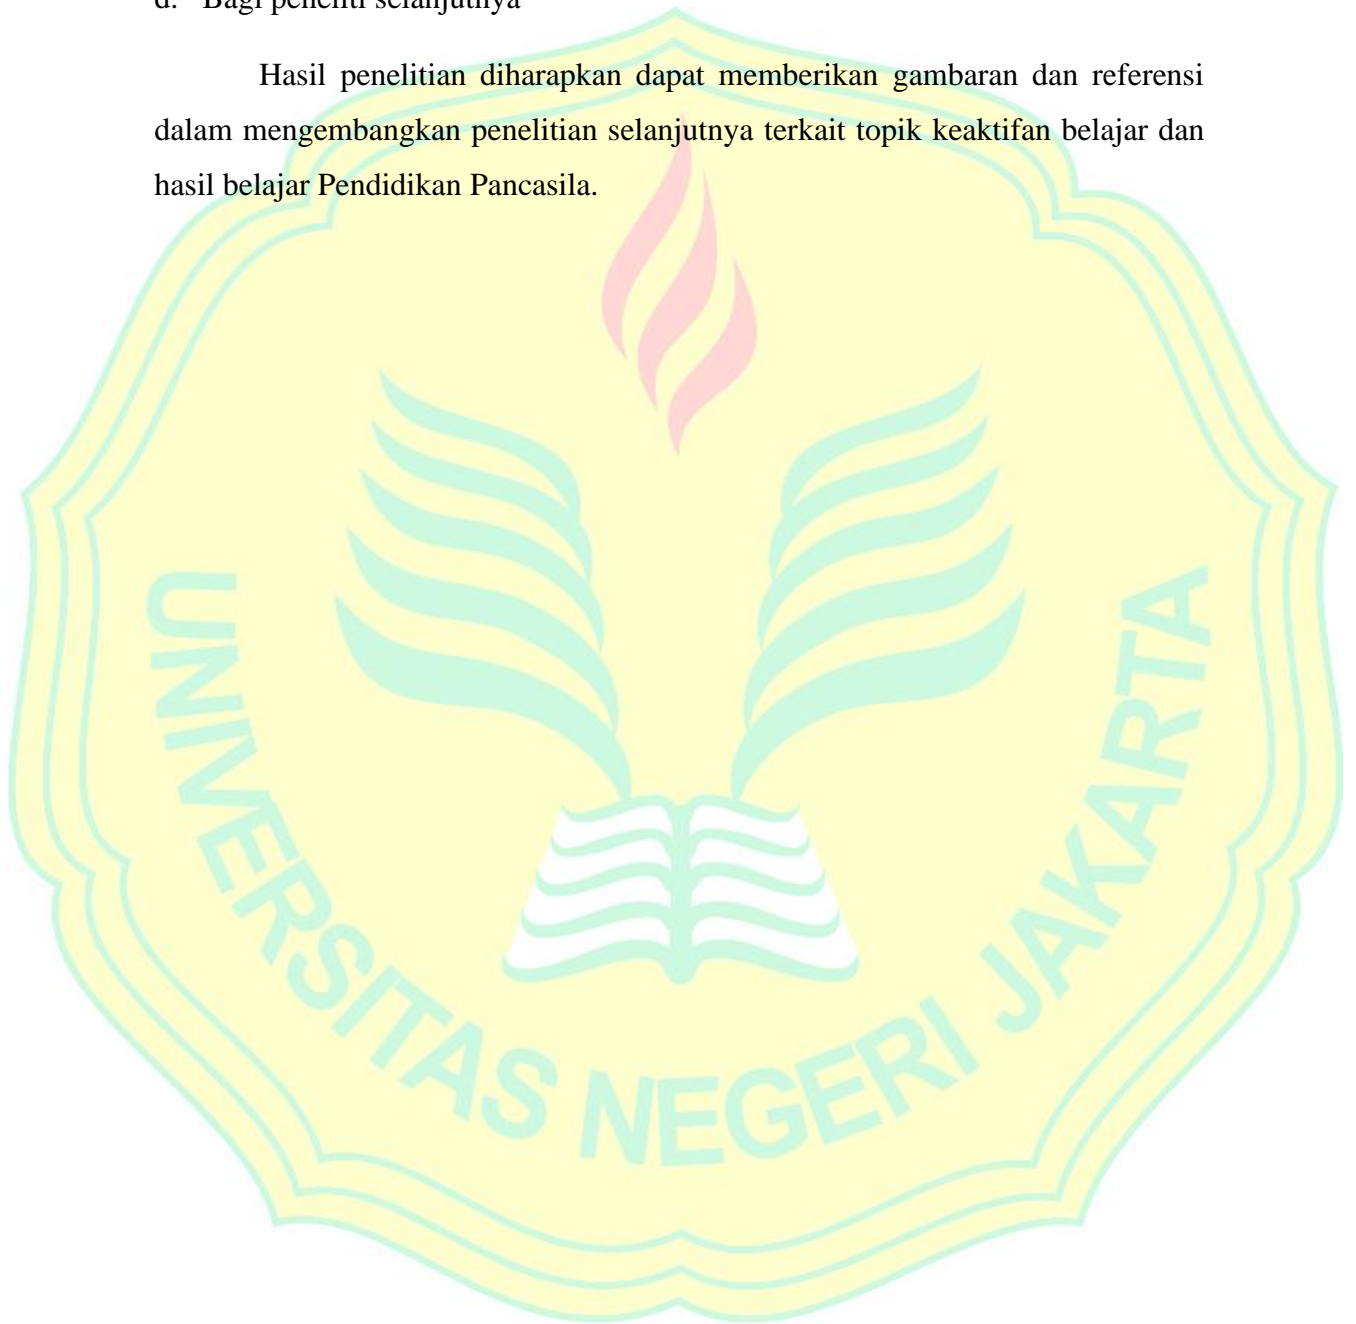 d. Bagi peneliti selanjutnya
Hasil penelitian diharapkan dapat memberikan gambaran dan referensi
dalam mengembangkan penelitian selanjutnya terkait topik keaktifan belajar dan
hasil belajar Pendidikan Pancasila.
UNIVERSITAS NEGERI JAKARTA